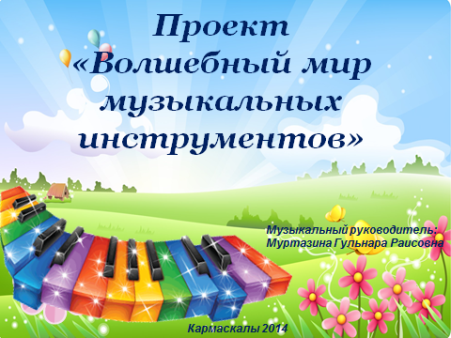 Проект
«Волшебный мир
музыкальных
инструментов»
Музыкальный руководитель:
Муртазина Гульнара Раисовна
Кармаскалы 2014